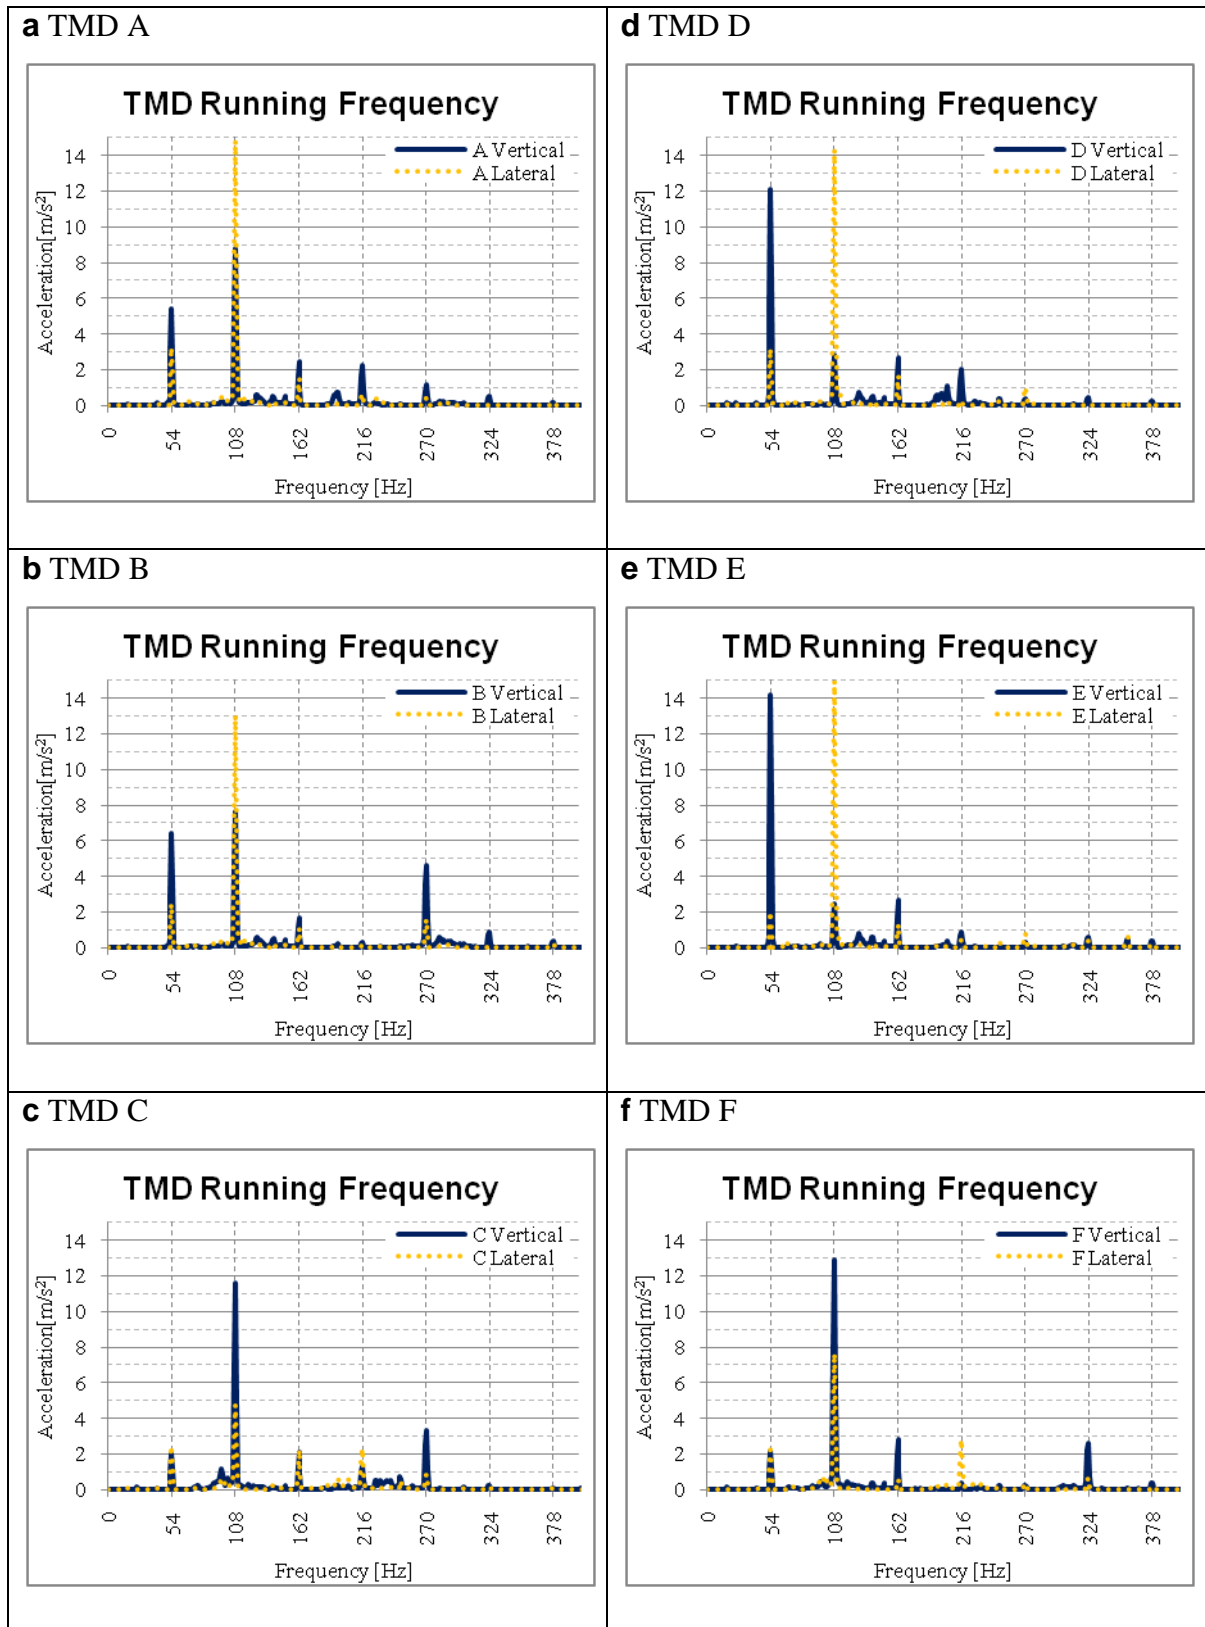 a TMD A
TMD Running Frequency
A Vertical
A Lateral
14
12
10
8
6
4
2
0
Acceleration[m/s²]
0 54 108 162 216 270 324 378
Frequency [Hz]
d TMD D
TMD Running Frequency
D Vertical
D Lateral
14
12
10
8
6
4
2
0
Acceleration[m/s²]
0 54 108 162 216 270 324 378
Frequency [Hz]
b TMD B
TMD Running Frequency
B Vertical
B Lateral
14
12
10
8
6
4
2
0
Acceleration[m/s²]
0 54 108 162 216 270 324 378
Frequency [Hz]
e TMD E
TMD Running Frequency
E Vertical
E Lateral
14
12
10
8
6
4
2
0
Acceleration[m/s²]
0 54 108 162 216 270 324 378
Frequency [Hz]
c TMD C
TMD Running Frequency
C Vertical
C Lateral
14
12
10
8
6
4
2
0
Acceleration[m/s²]
0 54 108 162 216 270 324 378
Frequency [Hz]
f TMD F
TMD Running Frequency
F Vertical
F Lateral
14
12
10
8
6
4
2
0
Acceleration[m/s²]
0 54 108 162 216 270 324 378
Frequency [Hz]